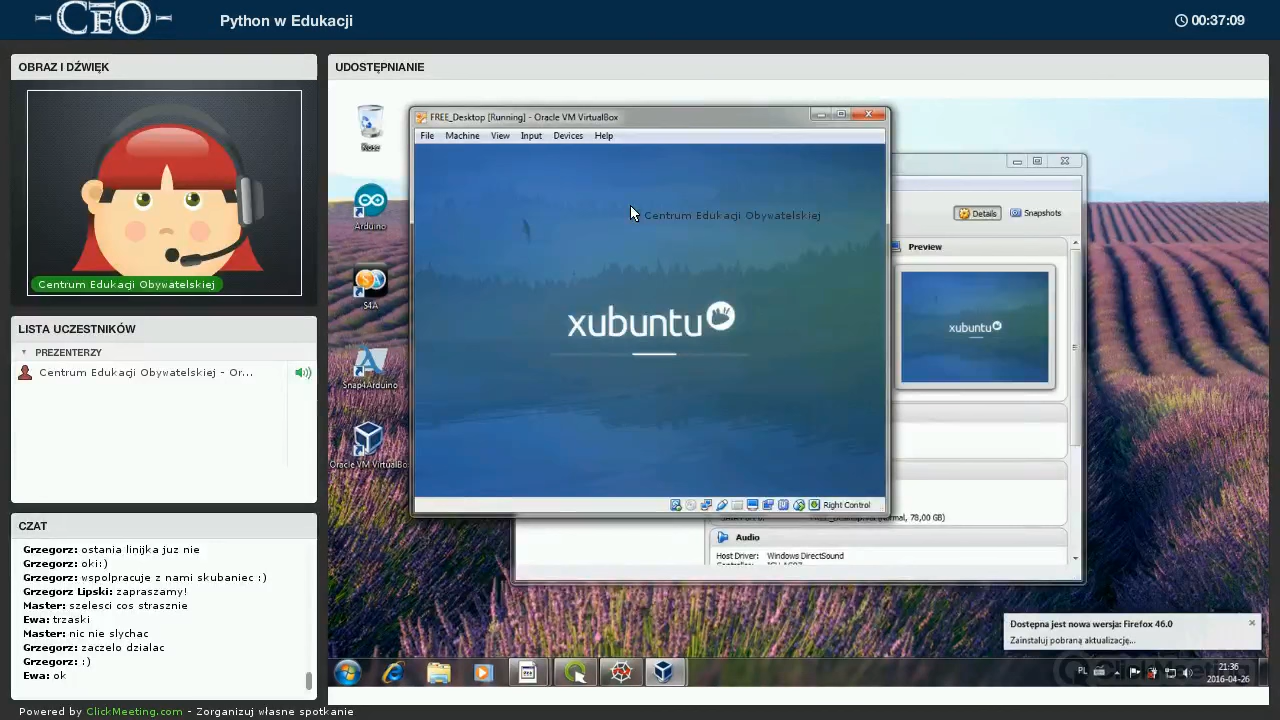 CEO
Python w Edukacji
00:37:09
OBRAZ I DŹWIĘK
Centrum Edukacji Obywatelskiej
LISTA UCZESTNIKÓW
PREZENTERZY
Centrum Edukacji Obywatelskiej - Or...
CZAT
Grzegorz: ostania linijka juz nie
Grzegorz: oki:)
Grzegorz: wspolpracuje z nami skubaniec :)
Grzegorz Lipski: zapraszamy!
Master: szelesci cos strasznie
Ewa: trzaski
Master: nic nie slychac
Grzegorz: zaczelo dzialac
Grzegorz: :)
Ewa: ok
Powered by ClickMeeting.com - Zorganizuj własne spotkanie
UDOSTĘPNIANIE
Kosz
Arduino
S4A
Snap4Arduino
Oracle VM VirtualBo...
FREE_Desktop [Running] - Oracle VM VirtualBox
File Machine View Input Devices Help
Centrum Edukacji Obywatelskiej
xubuntu
Right Control
Details Snapshots
Preview
xubuntu
78,00 GB)
Audio
Host Driver: Windows DirectSound
Dostępna jest nowa wersja: Firefox 46.0
Zainstaluj pobraną aktualizację...
PL
21:36
2016-04-26